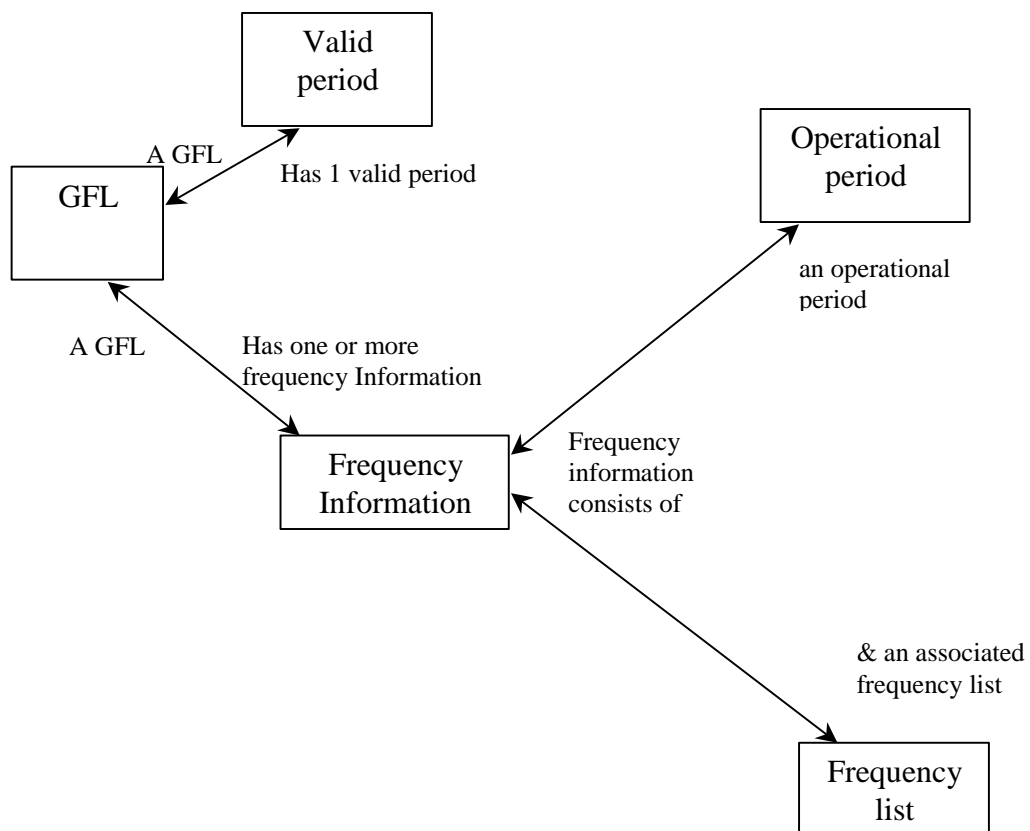 Valid
period
A GFL
Has 1 valid period
GFL
Operational
period
an operational
period
A GFL
Has one or more
frequency Information
Frequency
Information
Frequency
information
consists of
& an associated
frequency list
Frequency
list